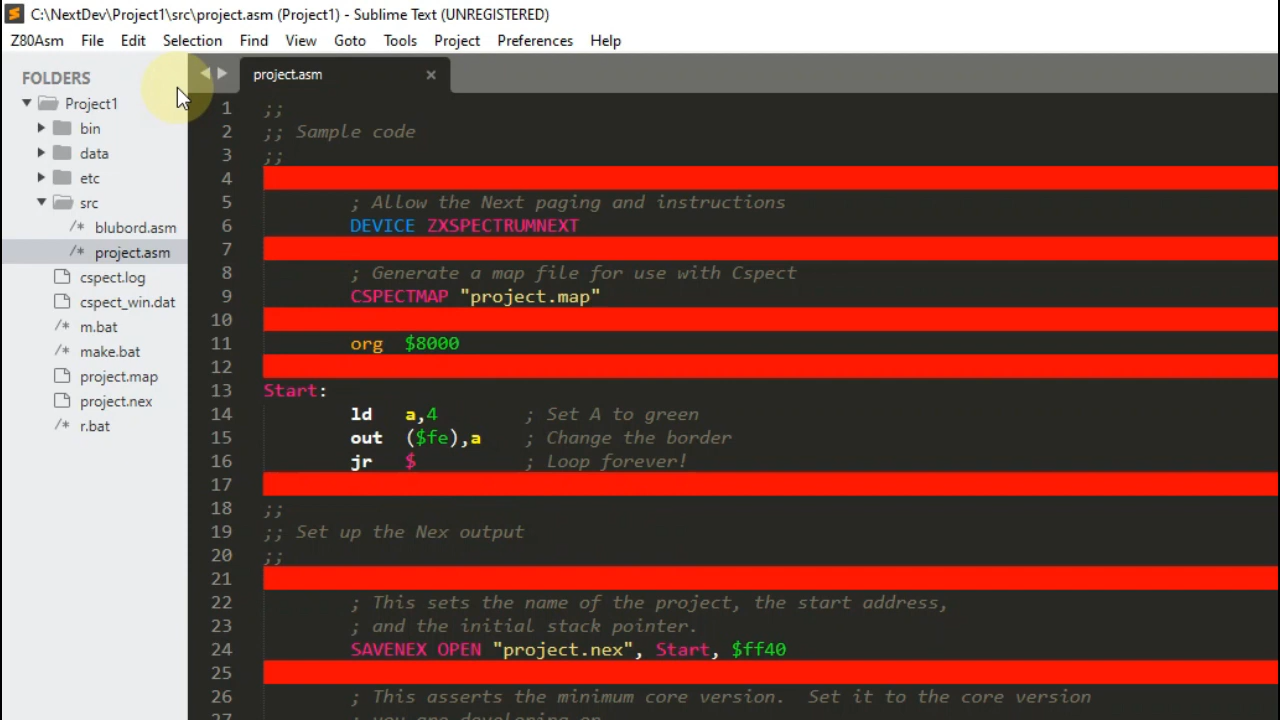 C:\NextDev\Project1\src\project.asm (Project1) - Sublime Text (UNREGISTERED)
Z80Asm File Edit Selection Find View Goto Tools Project Preferences Help
FOLDERS
Project1
bin
data
etc
src
/* blubord.asm
/* project.asm
cspect.log
cspect_win.dat
/* m.bat
/* make.bat
project.map
project.nex
/* r.bat
project.asm ×
1 ;;
2 ;; Sample code
3 ;;
4
5 ; Allow the Next paging and instructions
6 DEVICE ZXSPECTRUMNEXT
7
8 ; Generate a map file for use with Cspect
9 CSPECTMAP "project.map"
10
11 org $8000
12
13 Start:
14 ld a,4 ; Set A to green
15 out ($fe),a ; Change the border
16 jr $ ; Loop forever!
17
18 ;;
19 ;; Set up the Nex output
20 ;;
21
22 ; This sets the name of the project, the start address,
23 ; and the initial stack pointer.
24 SAVENEX OPEN "project.nex", Start, $ff40
25
26 ; This asserts the minimum core version.  Set it to the core version
27 ; you are developing on.